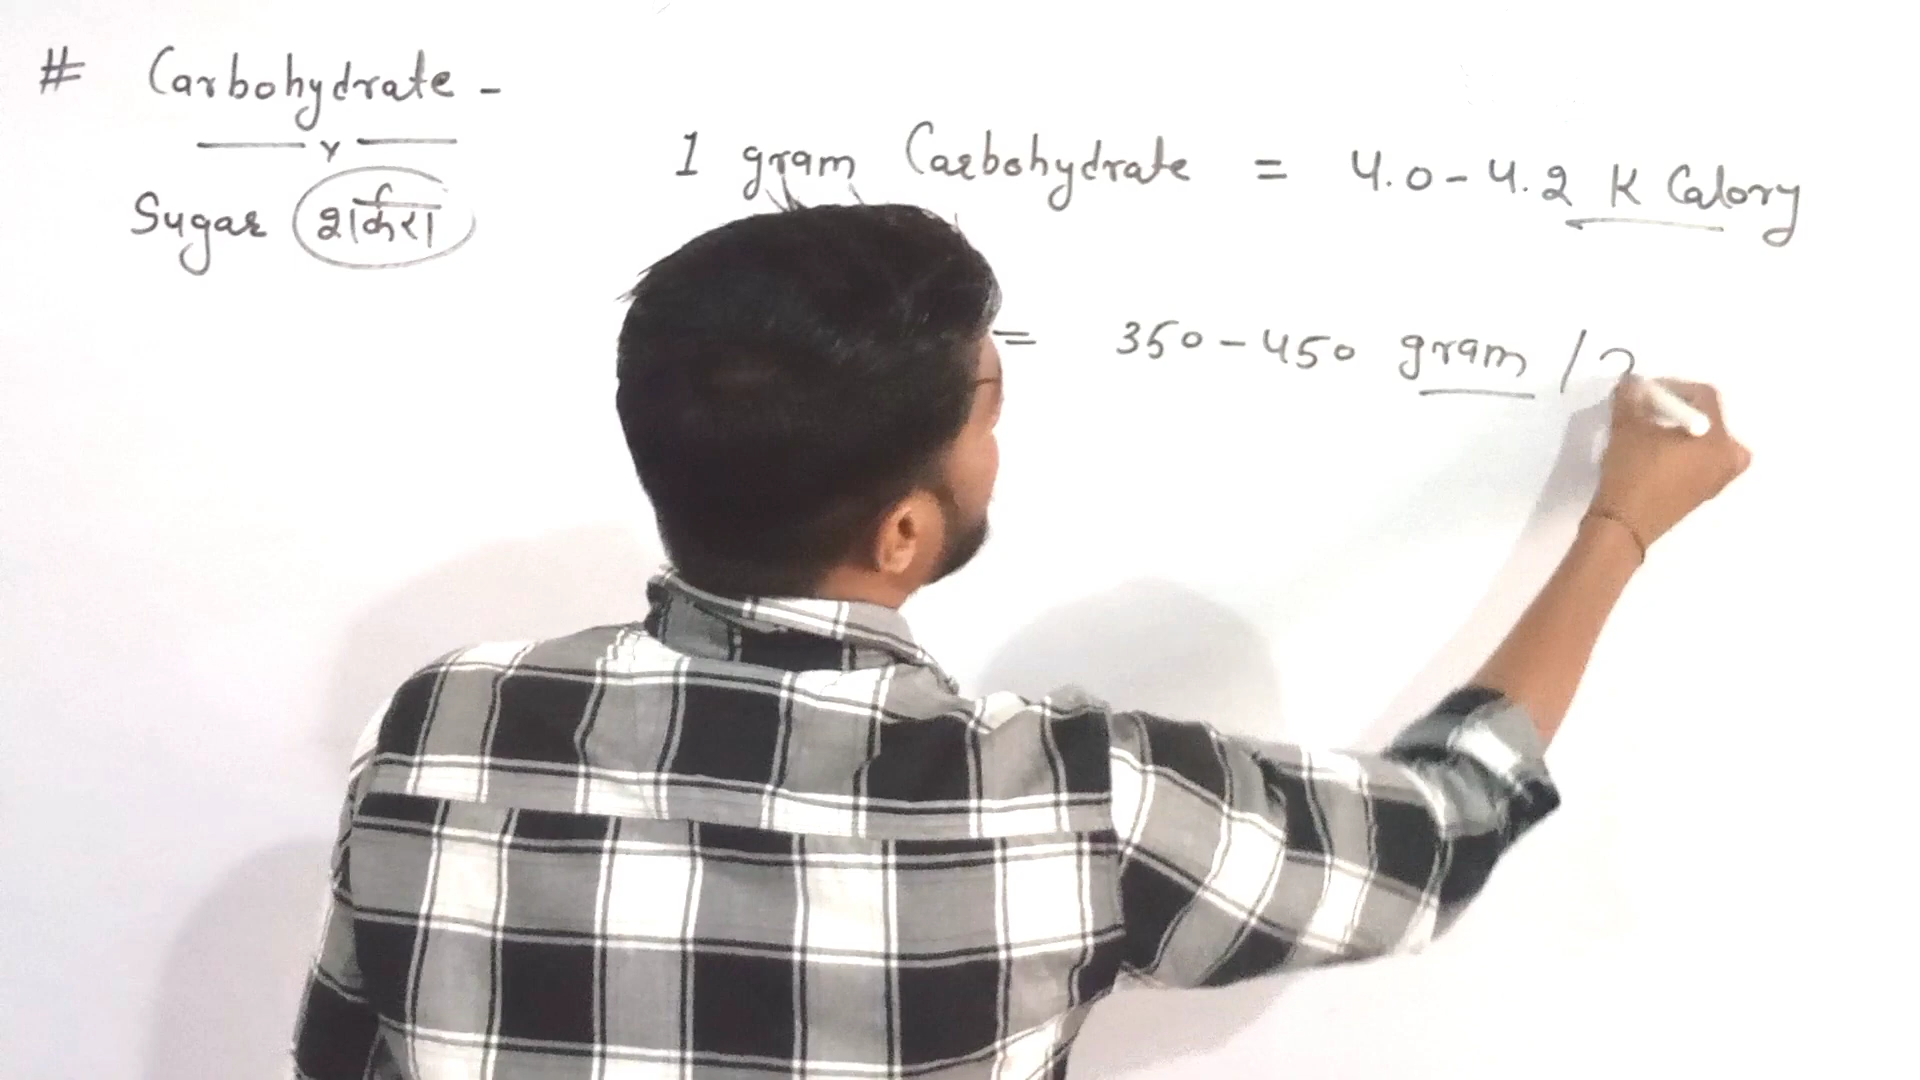 # Carbohydrate -
Sugar (शर्करा)
1 gram Carbohydrate = 4.0-4.2 K Calory
= 350-450 gram /